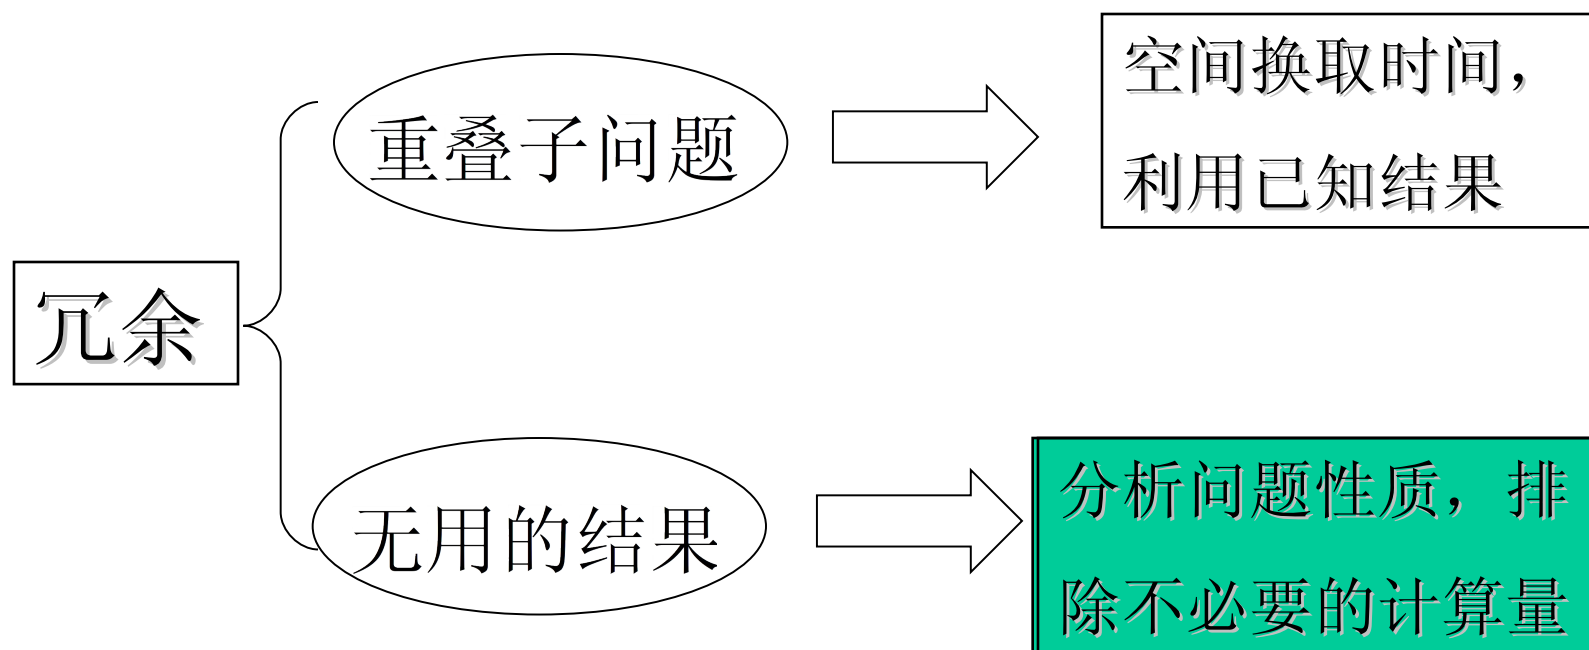 空间换取时间，
利用已知结果
重叠子问题
冗余
无用的结果
分析问题性质，排
除不必要的计算量